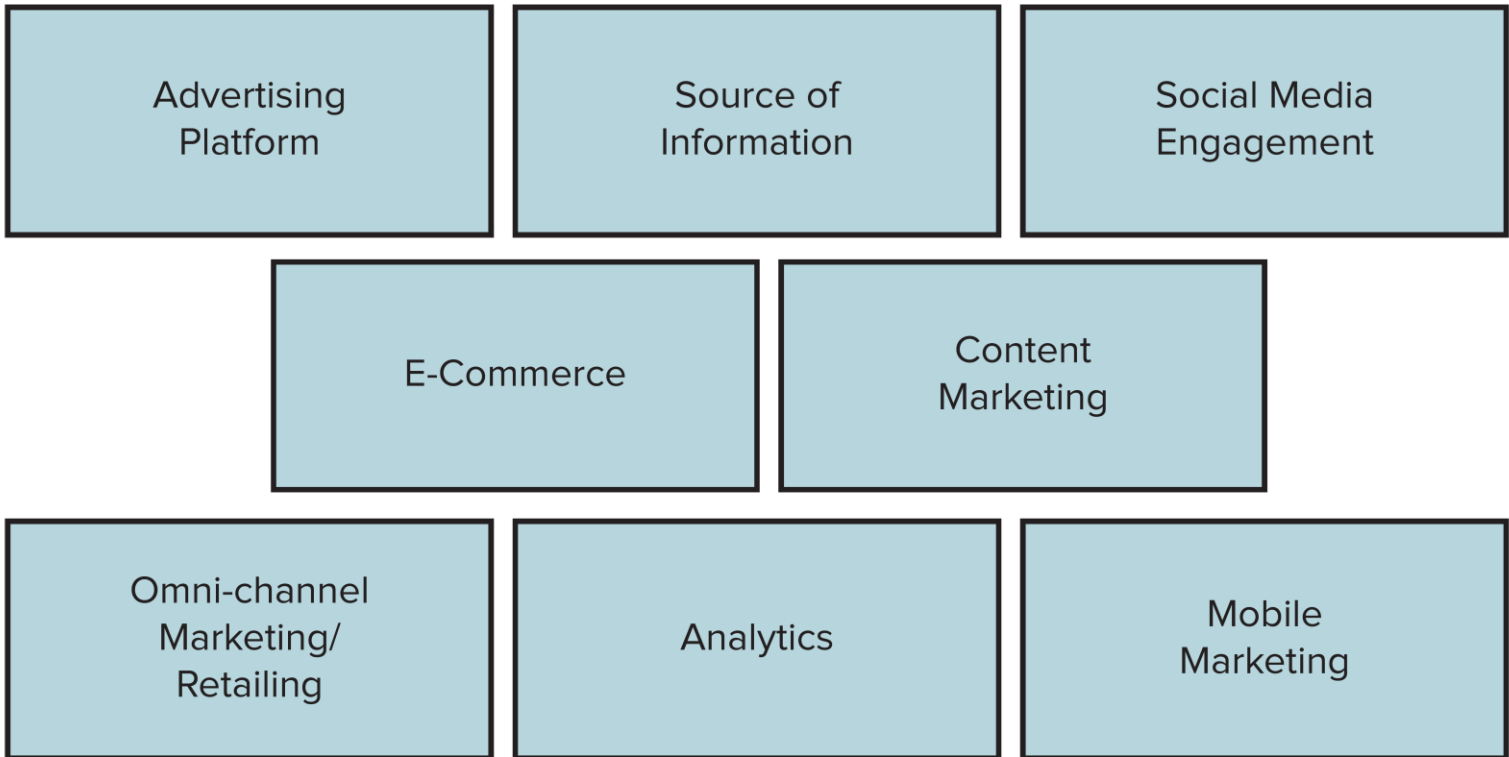 Advertising
Platform
Source of
Information
Social Media
Engagement
E-Commerce
Content
Marketing
Omni-channel
Marketing/
Retailing
Analytics
Mobile
Marketing